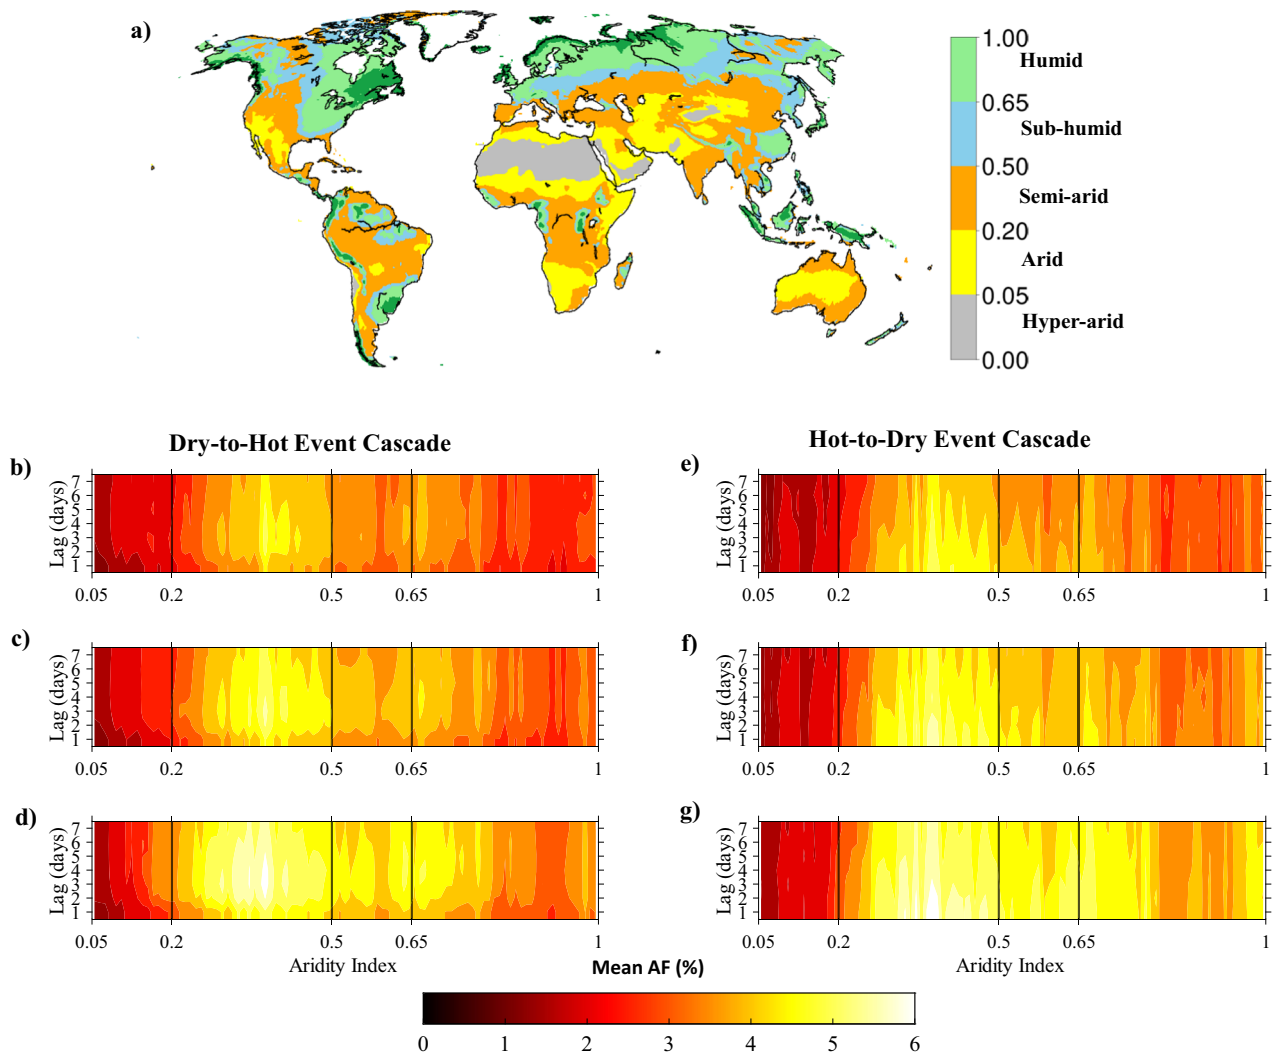 a)
1.00
Humid
0.65
Sub-humid
0.50
Semi-arid
0.20
Arid
0.05
Hyper-arid
0.00
Dry-to-Hot Event Cascade
Hot-to-Dry Event Cascade
b)
Lag (days)
7
6
5
4
3
2
1
0.05 0.2 0.5 0.65 1
e)
Lag (days)
7
6
5
4
3
2
1
0.05 0.2 0.5 0.65 1
c)
Lag (days)
7
6
5
4
3
2
1
0.05 0.2 0.5 0.65 1
f)
Lag (days)
7
6
5
4
3
2
1
0.05 0.2 0.5 0.65 1
d)
Lag (days)
7
6
5
4
3
2
1
0.05 0.2 0.5 0.65 1
Aridity Index
g)
Lag (days)
7
6
5
4
3
2
1
0.05 0.2 0.5 0.65 1
Aridity Index
Mean AF (%)
0 1 2 3 4 5 6